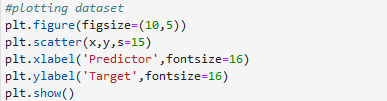 #plotting dataset
plt.figure(figsize=(10,5))
plt.scatter(x,y,s=15)
plt.xlabel('Predictor',fontsize=16)
plt.ylabel('Target',fontsize=16)
plt.show()